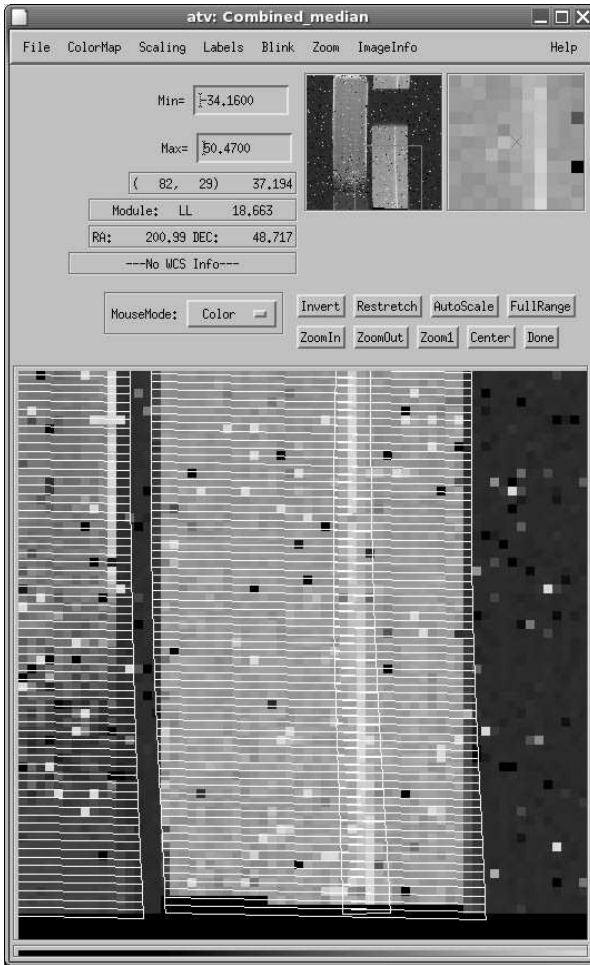 atv: Combined_median
File ColorMap Scaling Labels Blink Zoom ImageInfo Help
Min= -34.1600
Max= 50.4700
( 82, 29) 37.194
Module: LL 18.663
RA: 200.99 DEC: 48.717
---No WCS Info---
MouseMode: Color
Invert Restretch AutoScale FullRange
ZoomIn ZoomOut Zoom1 Center Done